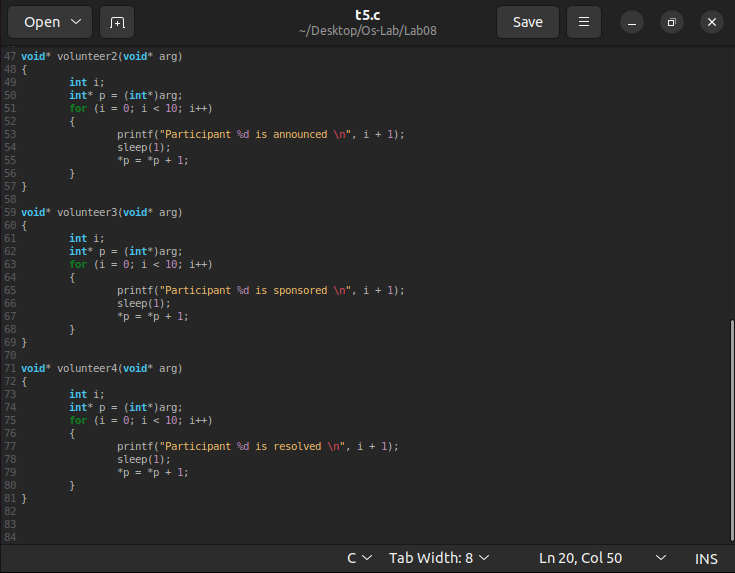 Open
t5.c
~/Desktop/Os-Lab/Lab08
Save
47 void* volunteer2(void* arg)
48 {
49         int i;
50         int* p = (int*)arg;
51         for (i = 0; i < 10; i++)
52         {
53                 printf("Participant %d is announced \n", i + 1);
54                 sleep(1);
55                 *p = *p + 1;
56         }
57 }
58
59 void* volunteer3(void* arg)
60 {
61         int i;
62         int* p = (int*)arg;
63         for (i = 0; i < 10; i++)
64         {
65                 printf("Participant %d is sponsored \n", i + 1);
66                 sleep(1);
67                 *p = *p + 1;
68         }
69 }
70
71 void* volunteer4(void* arg)
72 {
73         int i;
74         int* p = (int*)arg;
75         for (i = 0; i < 10; i++)
76         {
77                 printf("Participant %d is resolved \n", i + 1);
78                 sleep(1);
79                 *p = *p + 1;
80         }
81 }
82
83
84
C Tab Width: 8 Ln 20, Col 50 INS